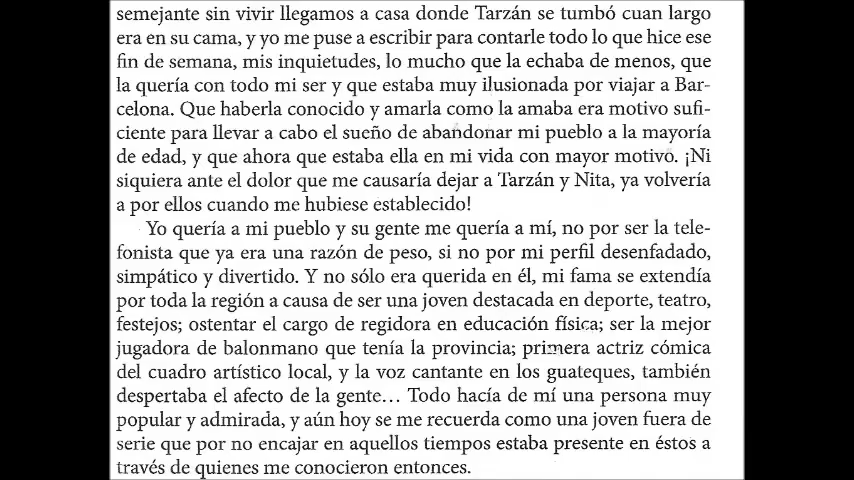 semejante sin vivir llegamos a casa donde Tarzán se tumbó cuan largo
era en su cama, y yo me puse a escribir para contarle todo lo que hice ese
fin de semana, mis inquietudes, lo mucho que la echaba de menos, que
la quería con todo mi ser y que estaba muy ilusionada por viajar a Bar-
celona. Que haberla conocido y amarla como la amaba era motivo sufi-
ciente para llevar a cabo el sueño de abandonar mi pueblo a la mayoría
de edad, y que ahora que estaba ella en mi vida con mayor motivo. ¡Ni
siquiera ante el dolor que me causaría dejar a Tarzán y Nita, ya volvería
a por ellos cuando me hubiese establecido!
Yo quería a mi pueblo y su gente me quería a mí, no por ser la tele-
fonista que ya era una razón de peso, si no por mi perfil desenfadado,
simpático y divertido. Y no sólo era querida en él, mi fama se extendía
por toda la región a causa de ser una joven destacada en deporte, teatro,
festejos; ostentar el cargo de regidora en educación física; ser la mejor
jugadora de balonmano que tenía la provincia; primera actriz cómica
del cuadro artístico local, y la voz cantante en los guateques, también
despertaba el afecto de la gente… Todo hacía de mí una persona muy
popular y admirada, y aún hoy se me recuerda como una joven fuera de
serie que por no encajar en aquellos tiempos estaba presente en éstos a
través de quienes me conocieron entonces.